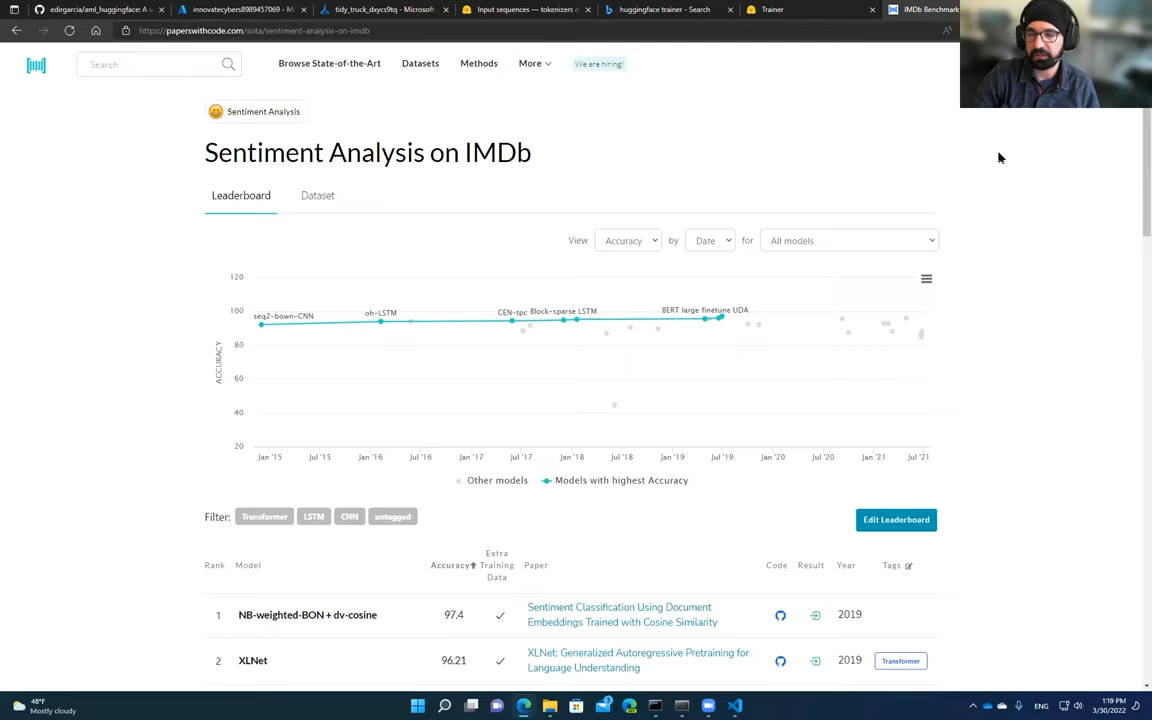 edirgarcia/aml_huggingface: A w
innovatecybers8989457069 - Mi
tidy_truck_dxycs9tq - Microsoft
Input sequences — tokenizers d
huggingface trainer - Search
Trainer
IMDb Benchmark
https://paperswithcode.com/sota/sentiment-analysis-on-imdb
Search
Browse State-of-the-Art
Datasets
Methods
More
We are hiring!
Sentiment Analysis
Sentiment Analysis on IMDb
Leaderboard
Dataset
View Accuracy by Date for All models
120
100
80
60
40
20
ACCURACY
seq2-bown-CNN
oh-LSTM
CEN-tpc
Block-sparse LSTM
BERT large finetune UDA
Jan '15 Jul '15 Jan '16 Jul '16 Jan '17 Jul '17 Jan '18 Jul '18 Jan '19 Jul '19 Jan '20 Jul '20 Jan '21 Jul '21
Other models Models with highest Accuracy
Filter: Transformer LSTM CNN untagged
Edit Leaderboard
Rank Model Accuracy Extra Training Data Paper Code Result Year Tags
1 NB-weighted-BON + dv-cosine 97.4 Sentiment Classification Using Document 2019
Embeddings Trained with Cosine Similarity
2 XLNet 96.21 XLNet: Generalized Autoregressive Pretraining for 2019 Transformer
Language Understanding
48°F
Mostly cloudy
ENG
1:19 PM
3/30/2022